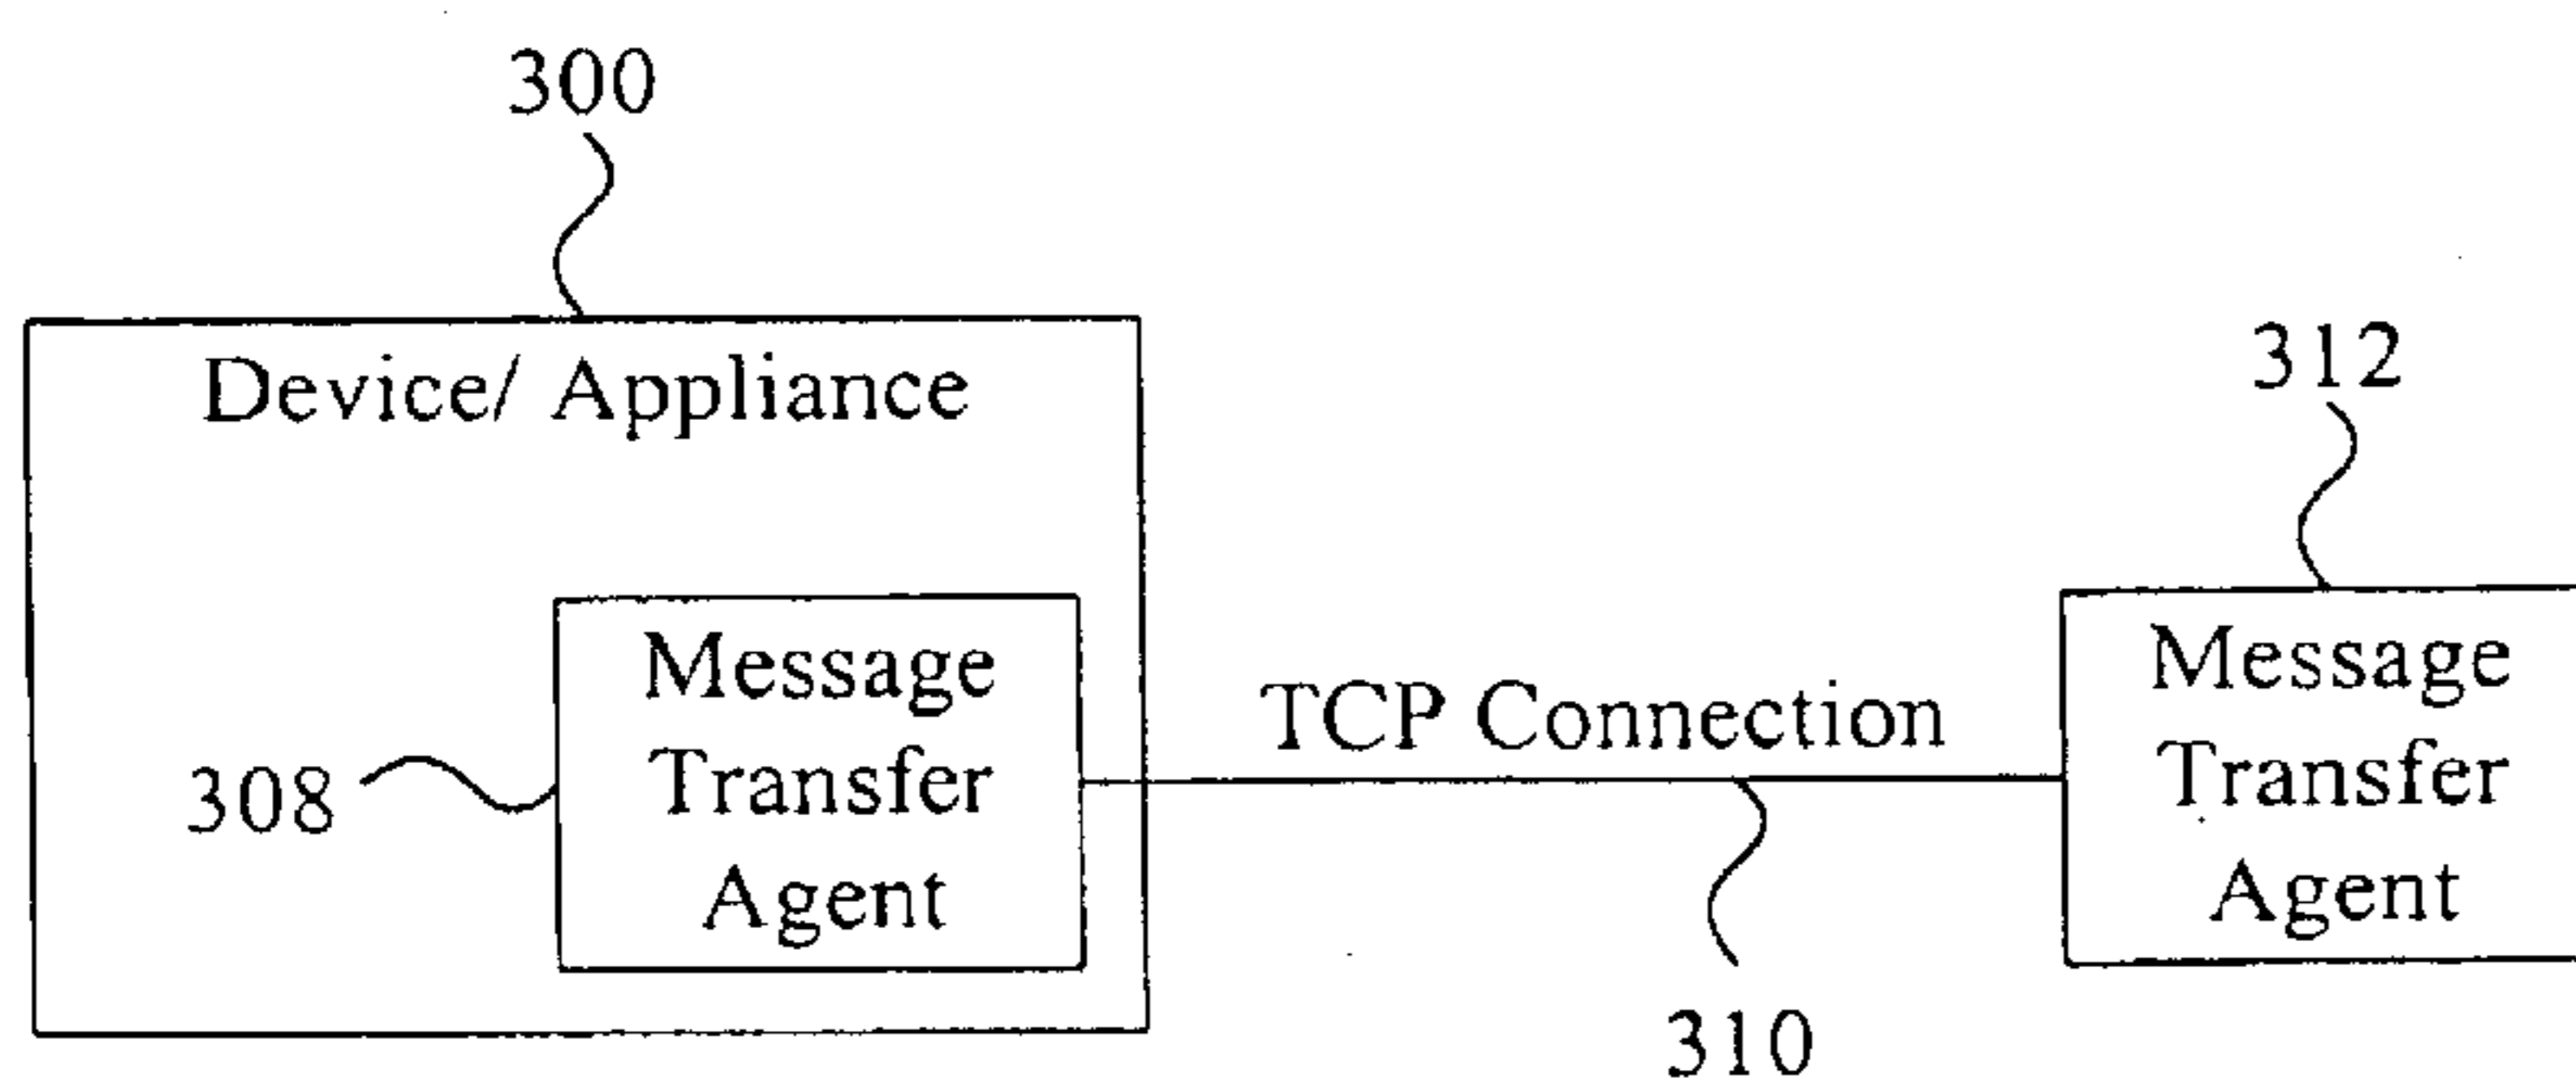 300
Device/ Appliance
312
Message
Transfer
Agent
308
TCP Connection
310
Message
Transfer
Agent